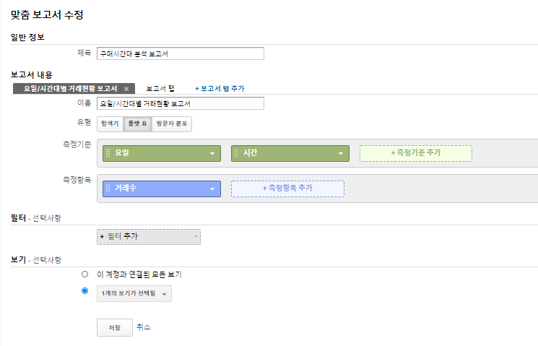 맞춤 보고서 수정
일반 정보
제목 구매시간대 분석 보고서
보고서 내용
요일/시간대별 거래현황 보고서 × 보고서 탭 + 보고서 탭 추가
이름 요일/시간대별 거래현황 보고서
유형 탐색기 플랫 표 방문자 분포
측정기준 요일 시간 + 측정기준 추가
측정항목 거래수 + 측정항목 추가
필터 - 선택사항
+ 필터 추가
보기 - 선택사항
이 계정과 연결된 모든 보기
1개의 보기가 선택됨
저장 취소